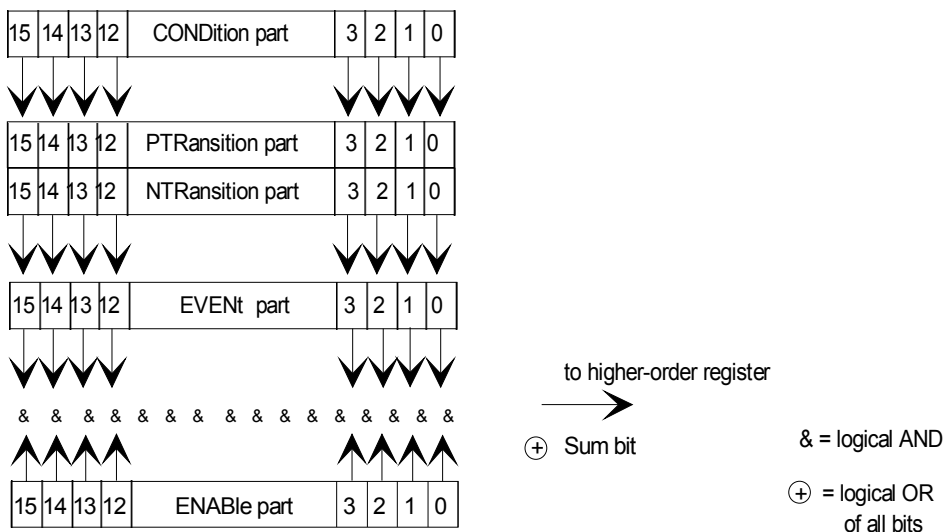 15 14 13 12 CONDition part 3 2 1 0
15 14 13 12 PTRansition part 3 2 1 0
15 14 13 12 NTRansition part 3 2 1 0
15 14 13 12 EVENt part 3 2 1 0
to higher-order register
& & & & & & & & & & & & & & & &
+ Sum bit
& = logical AND
15 14 13 12 ENABle part 3 2 1 0
+ = logical OR
of all bits